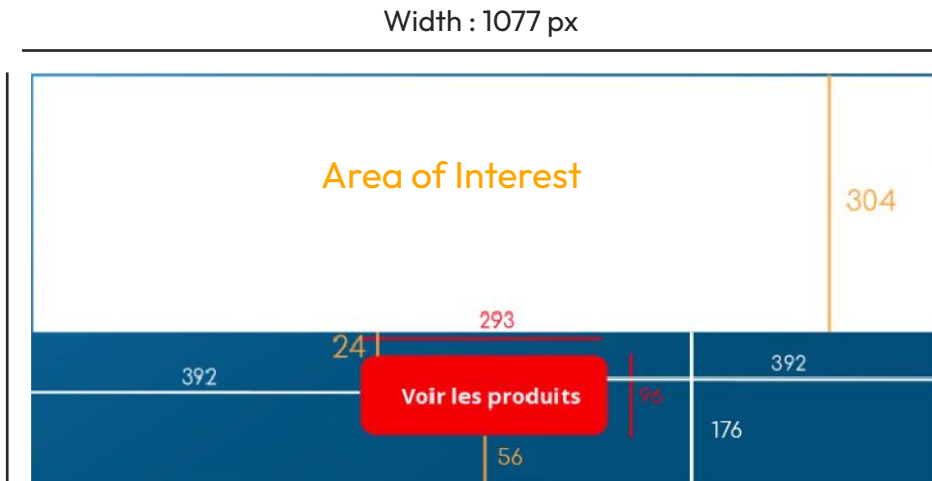 Width : 1077 px
Area of Interest
304
293
24
392
392
Voir les produits
96
176
56